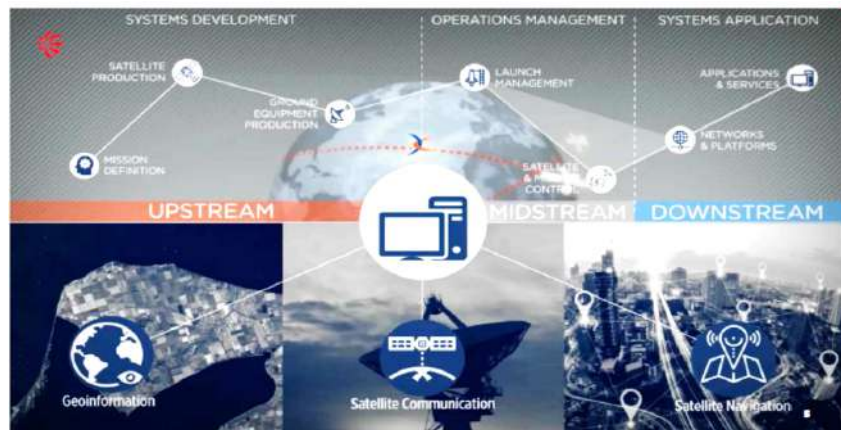 SYSTEMS DEVELOPMENT
OPERATIONS MANAGEMENT
SYSTEMS APPLICATION
SATELLITE
PRODUCTION
LAUNCH
MANAGEMENT
APPLICATIONS
& SERVICES
GROUND
EQUIPMENT
PRODUCTION
NETWORKS
& PLATFORMS
MISSION
DEFINITION
SATELLITE
&
CONTROL
UPSTREAM
MIDSTREAM
DOWNSTREAM
Geoinformation
Satellite Communication
Satellite Navigation